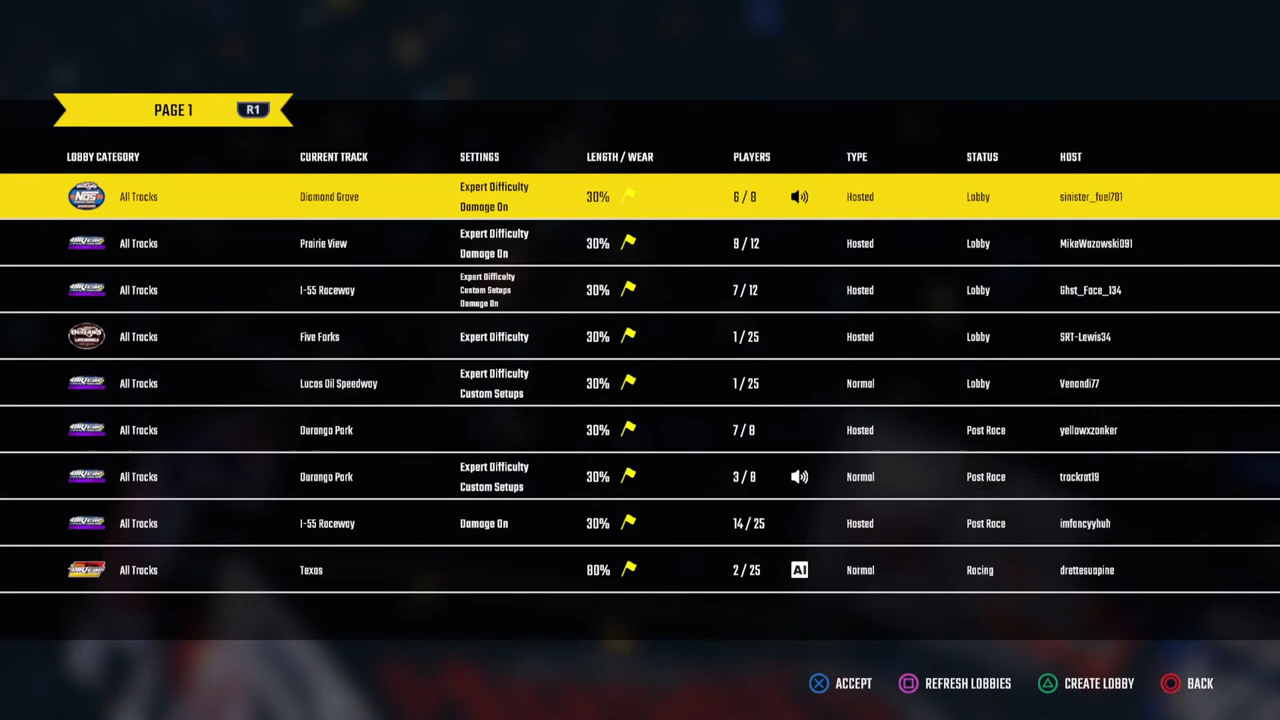 PAGE 1 R1
LOBBY CATEGORY CURRENT TRACK SETTINGS LENGTH / WEAR PLAYERS TYPE STATUS HOST
NOS All Tracks Diamond Grove Expert Difficulty 30% 6 / 8 Hosted Lobby sinister_fuel781
Damage On
All Tracks Prairie View Expert Difficulty 30% 9 / 12 Hosted Lobby MikeWazowski091
Damage On
All Tracks I-55 Raceway Expert Difficulty 30% 7 / 12 Hosted Lobby Ghst_Face_134
Custom Setups
Damage On
OUTLAWS
LATE MODELS
All Tracks Five Forks Expert Difficulty 30% 1 / 25 Hosted Lobby SRT-Lewis34
All Tracks Lucas Oil Speedway Expert Difficulty 30% 1 / 25 Normal Lobby Venandi77
Custom Setups
All Tracks Durango Park 30% 7 / 8 Hosted Post Race yellowxzonker
All Tracks Durango Park Expert Difficulty 30% 3 / 8 Normal Post Race trackrat19
Custom Setups
All Tracks I-55 Raceway Damage On 30% 14 / 25 Hosted Post Race imfancyyhuh
All Tracks Texas 80% 2 / 25 AI Normal Racing drettesuapine
ACCEPT REFRESH LOBBIES CREATE LOBBY BACK